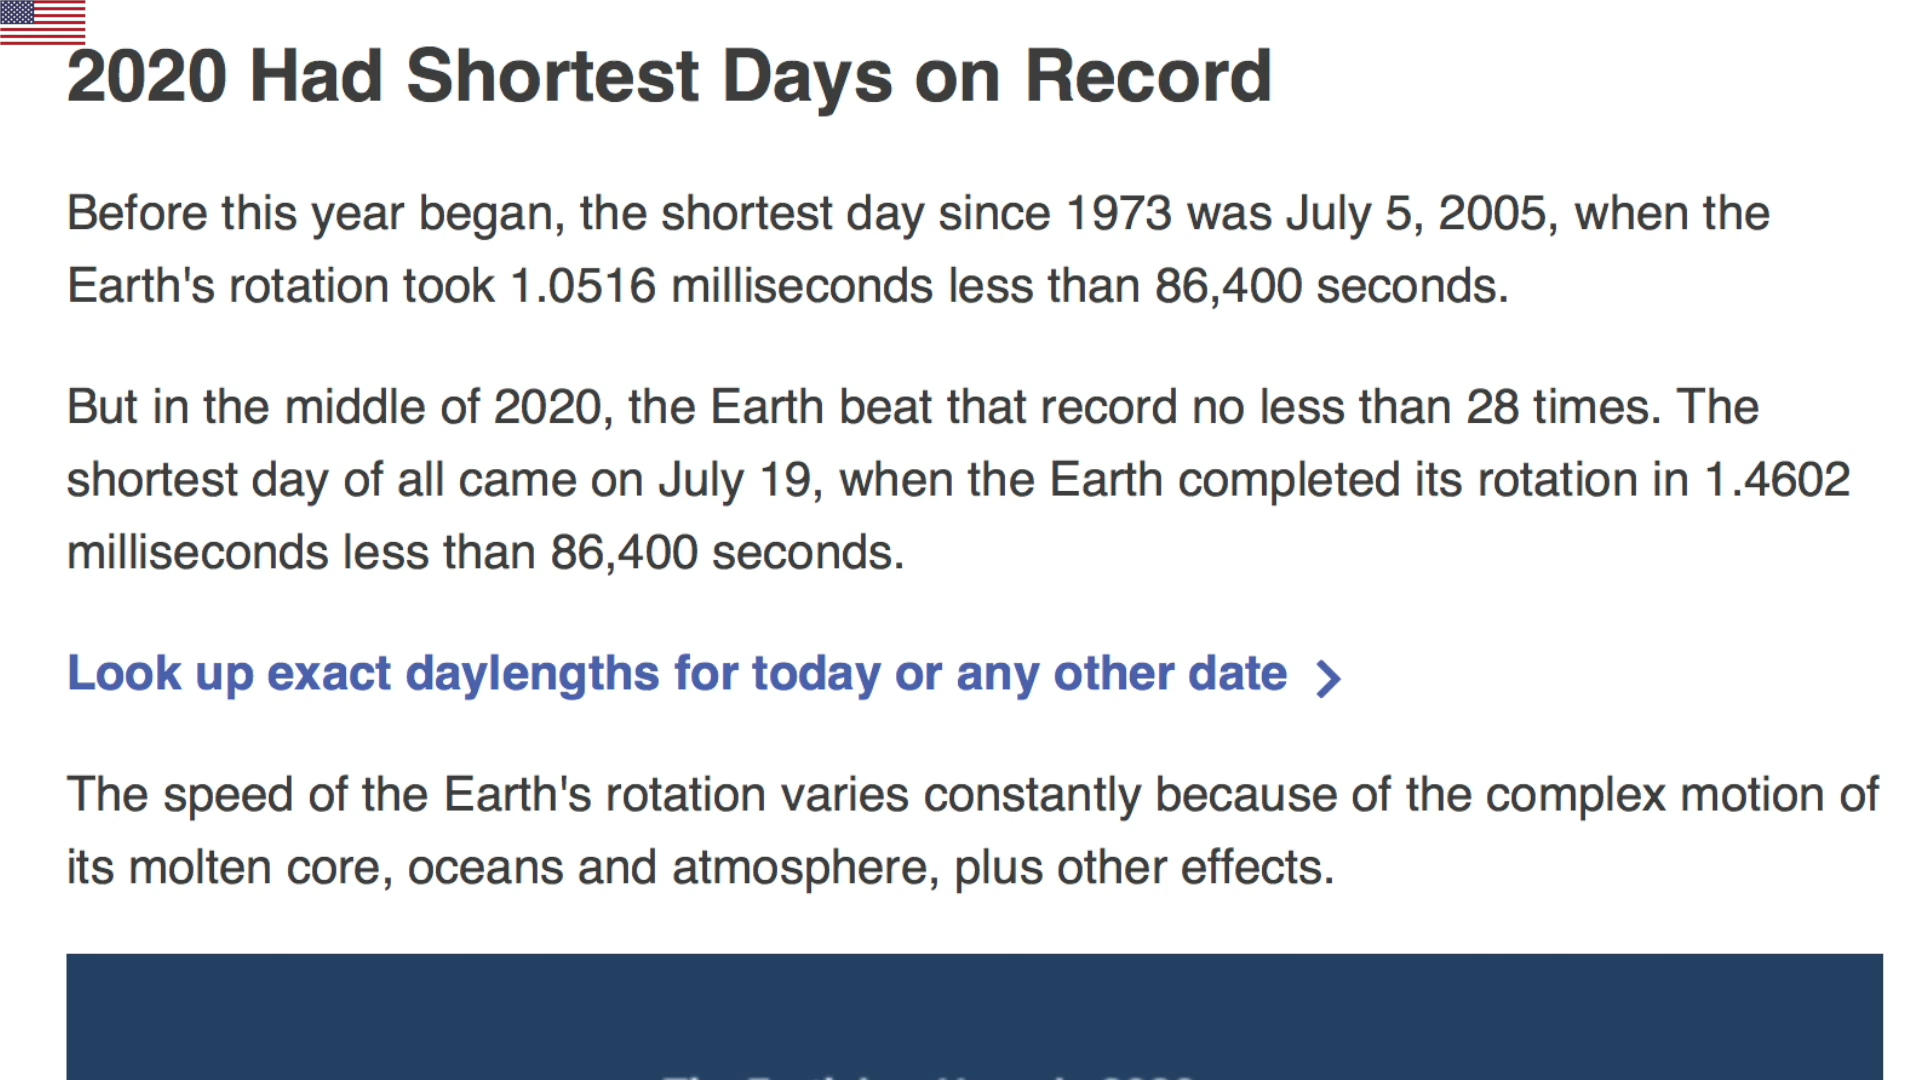 2020 Had Shortest Days on Record
Before this year began, the shortest day since 1973 was July 5, 2005, when the
Earth's rotation took 1.0516 milliseconds less than 86,400 seconds.
But in the middle of 2020, the Earth beat that record no less than 28 times. The
shortest day of all came on July 19, when the Earth completed its rotation in 1.4602
milliseconds less than 86,400 seconds.
Look up exact daylengths for today or any other date
The speed of the Earth's rotation varies constantly because of the complex motion of
its molten core, oceans and atmosphere, plus other effects.